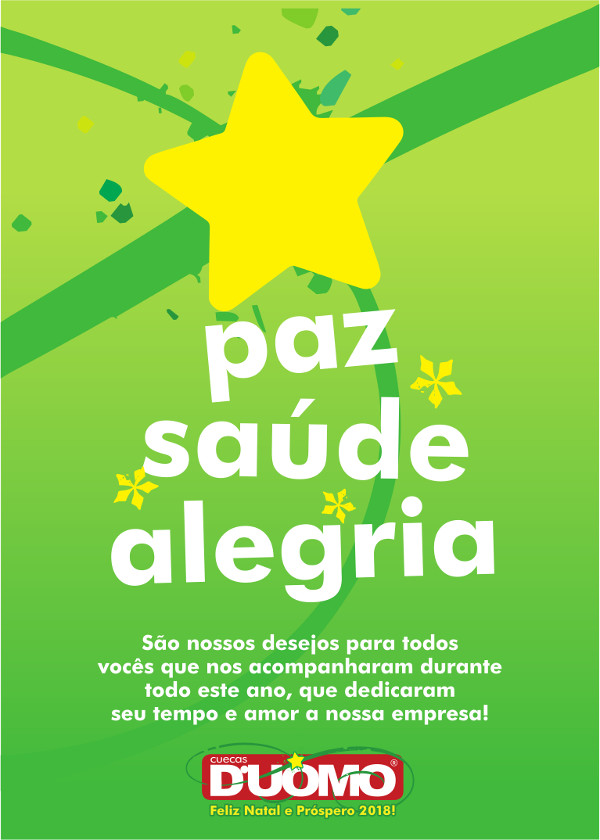 paz
saúde
alegria
São nossos desejos para todos
vocês que nos acompanharam durante
todo este ano, que dedicaram
seu tempo e amor a nossa empresa!
cuecas
D'UOMO®
Feliz Natal e Próspero 2018!